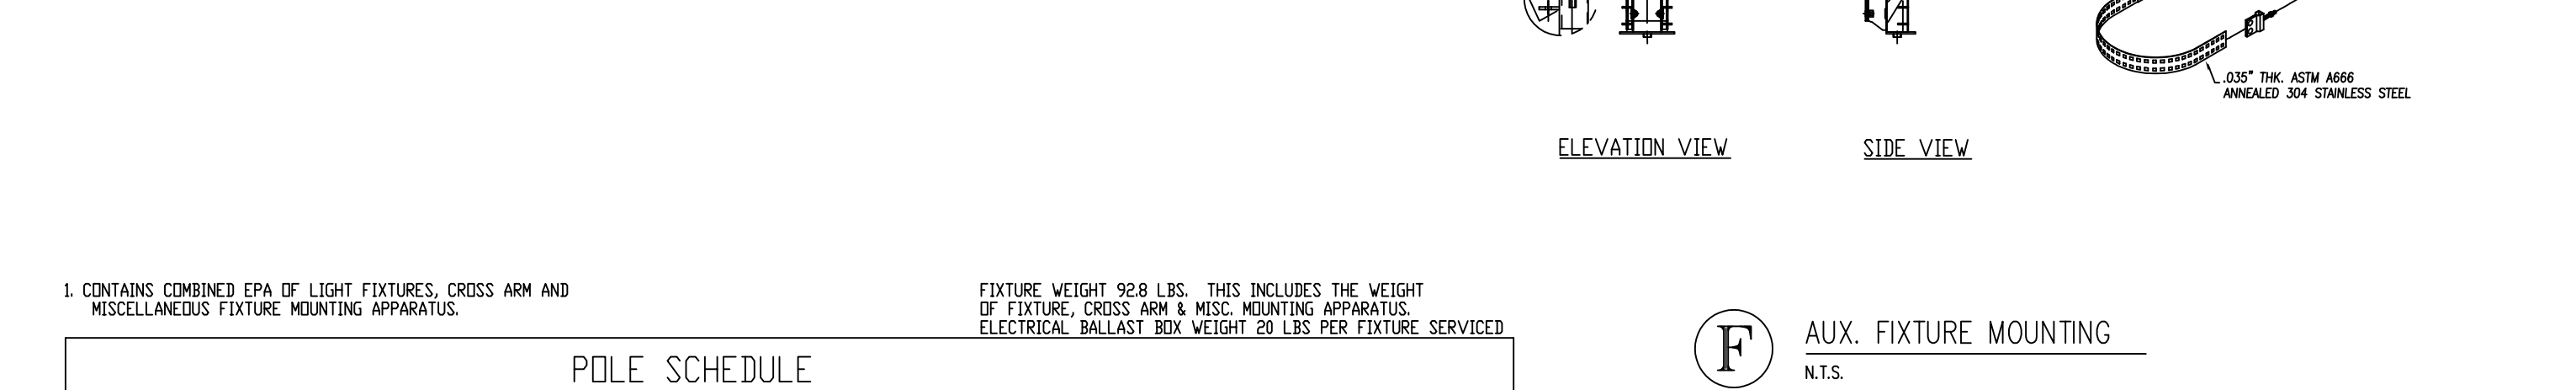 .035" THK. ASTM A666
ANNEALED 304 STAINLESS STEEL
ELEVATION VIEW
SIDE VIEW
1. CONTAINS COMBINED EPA OF LIGHT FIXTURES, CROSS ARM AND
MISCELLANEOUS FIXTURE MOUNTING APPARATUS.
FIXTURE WEIGHT 92.8 LBS. THIS INCLUDES THE WEIGHT
OF FIXTURE, CROSS ARM & MISC. MOUNTING APPARATUS.
ELECTRICAL BALLAST BOX WEIGHT 20 LBS PER FIXTURE SERVICED
POLE SCHEDULE
F
AUX. FIXTURE MOUNTING
N.T.S.